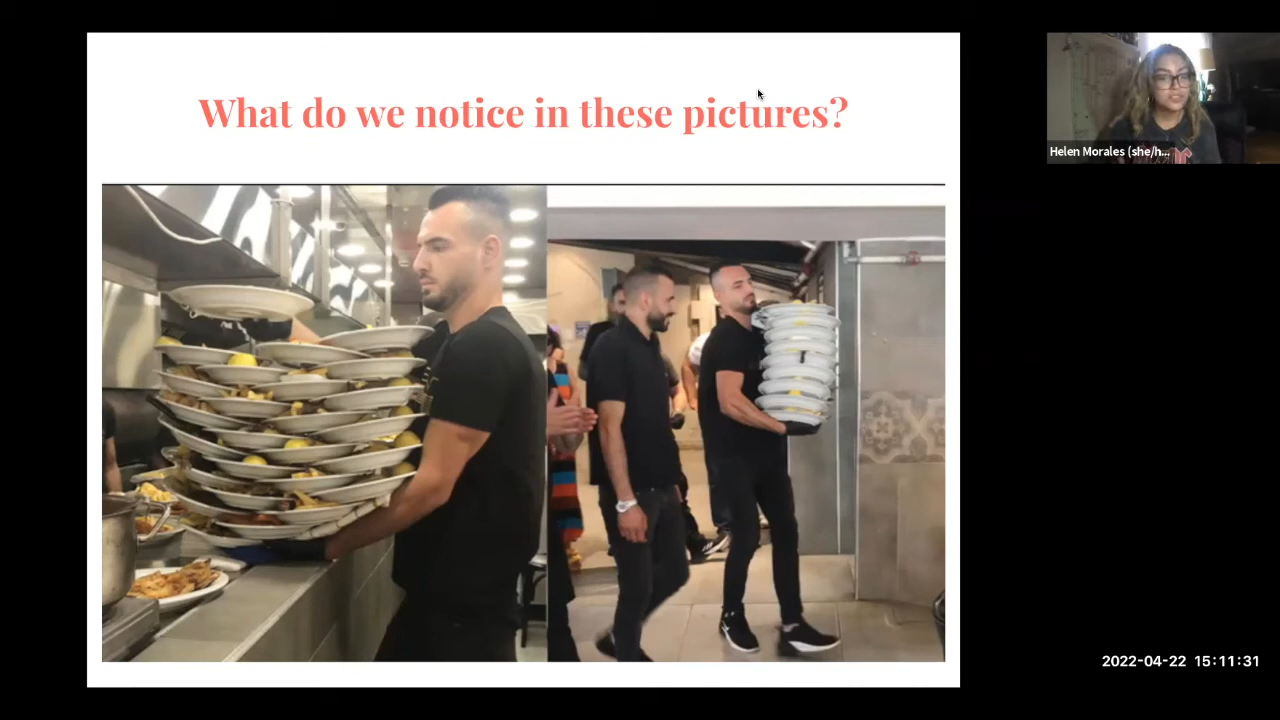 What do we notice in these pictures?
Helen Morales (she/h...
2022-04-22 15:11:31